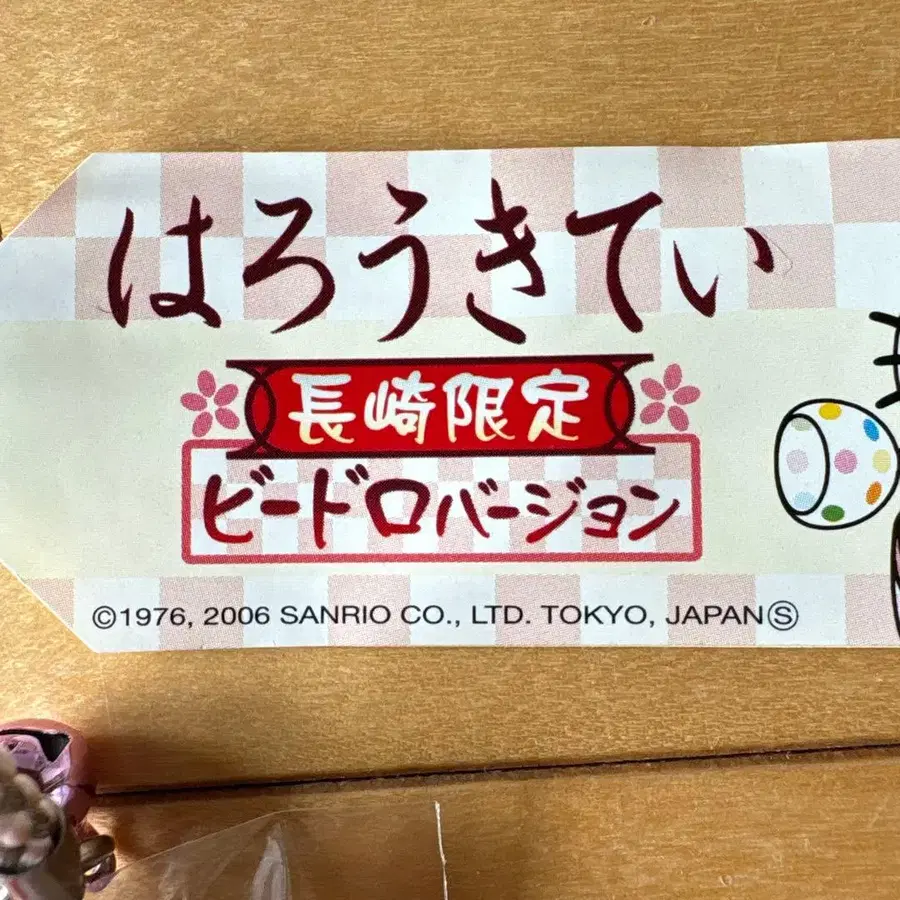 はろうきてい
長崎限定
ビードロバージョン
©1976, 2006 SANRIO CO., LTD. TOKYO, JAPANⓈ